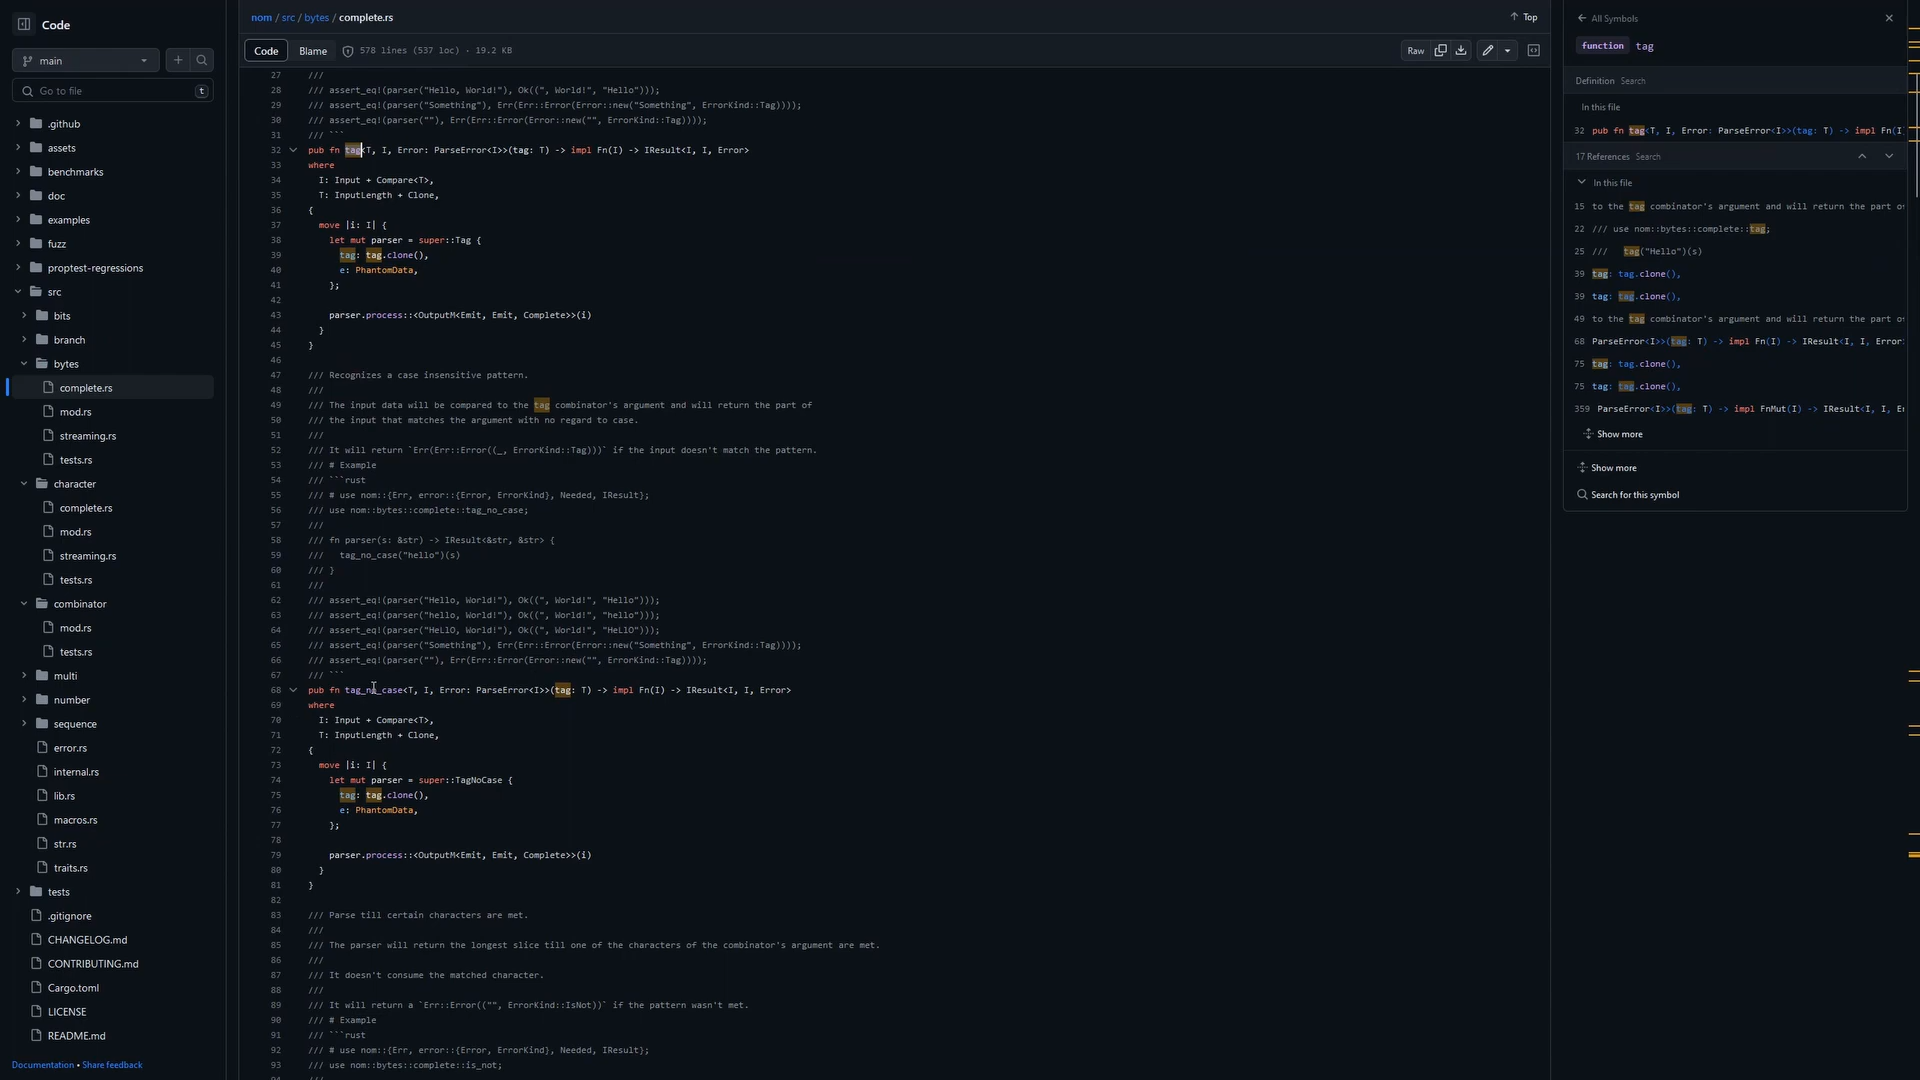 Code
main
Go to file
t
.github
assets
benchmarks
doc
examples
fuzz
proptest-regressions
src
bits
branch
bytes
complete.rs
mod.rs
streaming.rs
tests.rs
character
complete.rs
mod.rs
streaming.rs
tests.rs
combinator
mod.rs
tests.rs
multi
number
sequence
error.rs
internal.rs
lib.rs
macros.rs
str.rs
traits.rs
tests
.gitignore
CHANGELOG.md
CONTRIBUTING.md
Cargo.toml
LICENSE
README.md
Documentation • Share feedback
nom / src / bytes / complete.rs
Top
Code Blame 578 lines (537 loc) · 19.2 KB
Raw
27 ///
28 /// assert_eq!(parser("Hello, World!"), Ok((", World!", "Hello")));
29 /// assert_eq!(parser("Something"), Err(Err::Error(Error::new("Something", ErrorKind::Tag))));
30 /// assert_eq!(parser(""), Err(Err::Error(Error::new("", ErrorKind::Tag))));
31 /// ```
32 pub fn tag<T, I, Error: ParseError<I>>(tag: T) -> impl Fn(I) -> IResult<I, I, Error>
33 where
34 I: Input + Compare<T>,
35 T: InputLength + Clone,
36 {
37 move |i: I| {
38 let mut parser = super::Tag {
39 tag: tag.clone(),
40 e: PhantomData,
41 };
42
43 parser.process::<OutputM<Emit, Emit, Complete>>(i)
44 }
45 }
46
47 /// Recognizes a case insensitive pattern.
48 ///
49 /// The input data will be compared to the tag combinator's argument and will return the part of
50 /// the input that matches the argument with no regard to case.
51 ///
52 /// It will return `Err(Err::Error((_, ErrorKind::Tag)))` if the input doesn't match the pattern.
53 /// # Example
54 /// ```rust
55 /// # use nom::{Err, error::{Error, ErrorKind}, Needed, IResult};
56 /// use nom::bytes::complete::tag_no_case;
57 ///
58 /// fn parser(s: &str) -> IResult<&str, &str> {
59 /// tag_no_case("hello")(s)
60 /// }
61 ///
62 /// assert_eq!(parser("Hello, World!"), Ok((", World!", "Hello")));
63 /// assert_eq!(parser("hello, World!"), Ok((", World!", "hello")));
64 /// assert_eq!(parser("HeLlO, World!"), Ok((", World!", "HeLlO")));
65 /// assert_eq!(parser("Something"), Err(Err::Error(Error::new("Something", ErrorKind::Tag))));
66 /// assert_eq!(parser(""), Err(Err::Error(Error::new("", ErrorKind::Tag))));
67 /// ```
68 pub fn tag_no_case<T, I, Error: ParseError<I>>(tag: T) -> impl Fn(I) -> IResult<I, I, Error>
69 where
70 I: Input + Compare<T>,
71 T: InputLength + Clone,
72 {
73 move |i: I| {
74 let mut parser = super::TagNoCase {
75 tag: tag.clone(),
76 e: PhantomData,
77 };
78
79 parser.process::<OutputM<Emit, Emit, Complete>>(i)
80 }
81 }
82
83 /// Parse till certain characters are met.
84 ///
85 /// The parser will return the longest slice till one of the characters of the combinator's argument are met.
86 ///
87 /// It doesn't consume the matched character.
88 ///
89 /// It will return a `Err::Error(("", ErrorKind::IsNot))` if the pattern wasn't met.
90 /// # Example
91 /// ```rust
92 /// # use nom::{Err, error::{Error, ErrorKind}, Needed, IResult};
93 /// use nom::bytes::complete::is_not;
94 ///
All Symbols
function tag
Definition Search
In this file
32 pub fn tag<T, I, Error: ParseError<I>>(tag: T) -> impl Fn(I
17 References Search
In this file
15 to the tag combinator's argument and will return the part o
22 /// use nom::bytes::complete::tag;
25 /// tag("Hello")(s)
39 tag: tag.clone(),
39 tag: tag.clone(),
49 to the tag combinator's argument and will return the part o
68 ParseError<I>>(tag: T) -> impl Fn(I) -> IResult<I, I, Error
75 tag: tag.clone(),
75 tag: tag.clone(),
359 ParseError<I>>(tag: T) -> impl FnMut(I) -> IResult<I, I, E
Show more
Show more
Search for this symbol